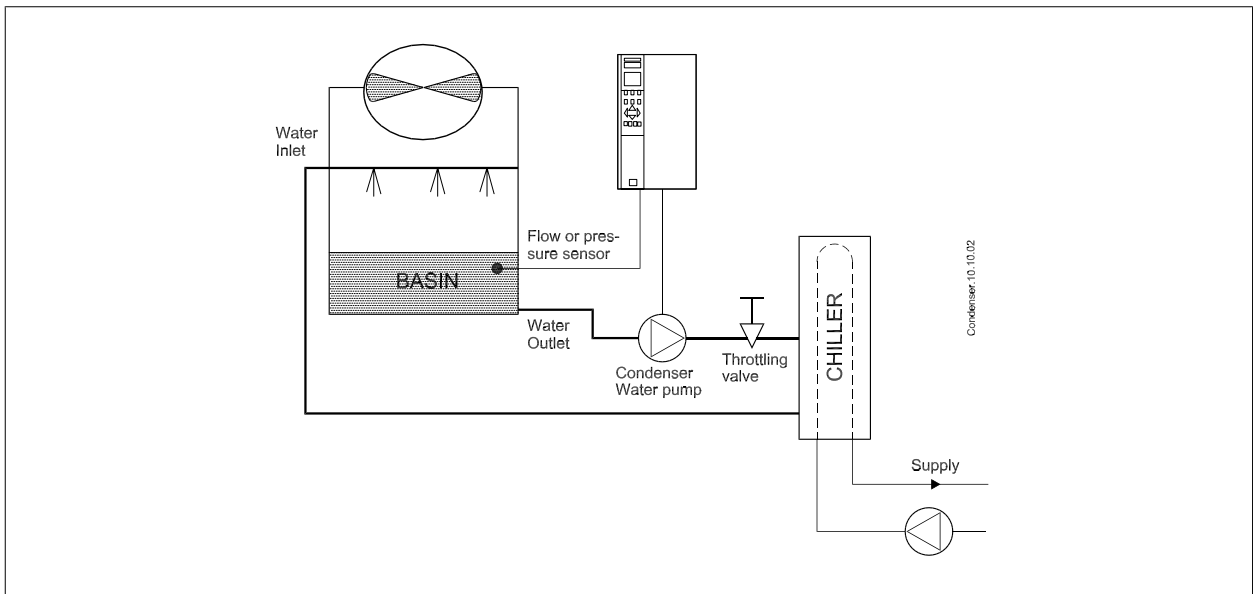 Water
Inlet
Flow or pres-
sure sensor
BASIN
Water
Outlet
Condenser
Water pump
Throttling
valve
CHILLER
Condenser.10.10.02
Supply